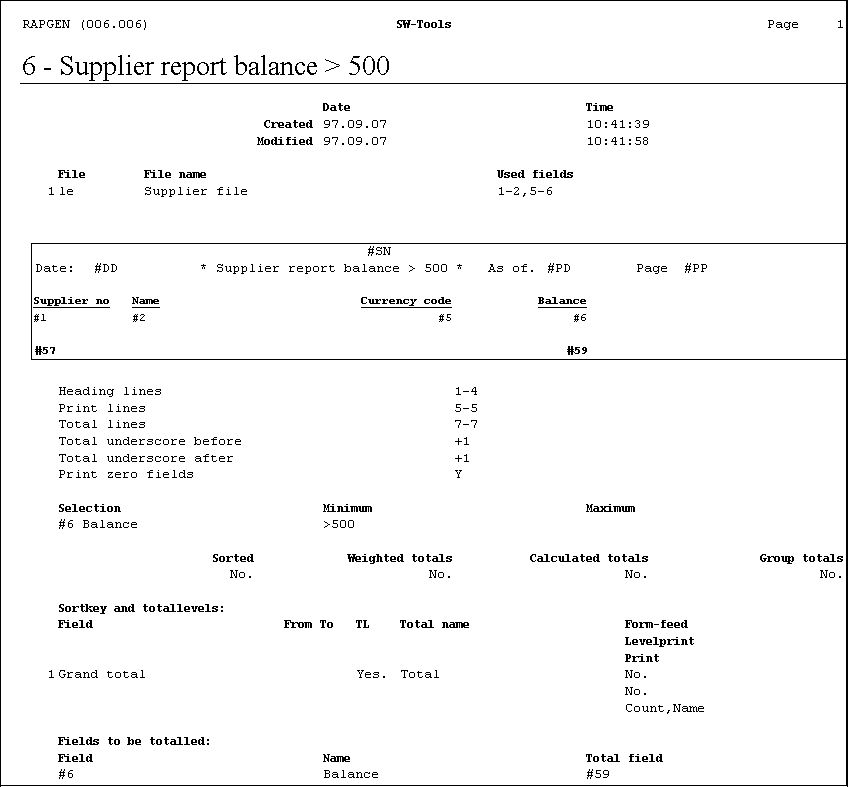 RAPGEN (006.006) SW-Tools Page 1
6 - Supplier report balance > 500
Date Time
Created 97.09.07 10:41:39
Modified 97.09.07 10:41:58
File File name Used fields
1 le Supplier file 1-2,5-6
#SN
Date: #DD * Supplier report balance > 500 * As of. #PD Page #PP
Supplier no Name Currency code Balance
#1 #2 #5 #6
#57 #59
Heading lines 1-4
Print lines 5-5
Total lines 7-7
Total underscore before +1
Total underscore after +1
Print zero fields Y
Selection Minimum Maximum
#6 Balance >500
Sorted Weighted totals Calculated totals Group totals
No. No. No. No.
Sortkey and totallevels:
Field From To TL Total name Form-feed
Levelprint
Print
1 Grand total Yes. Total No.
No.
Count,Name
Fields to be totalled:
Field Name Total field
#6 Balance #59